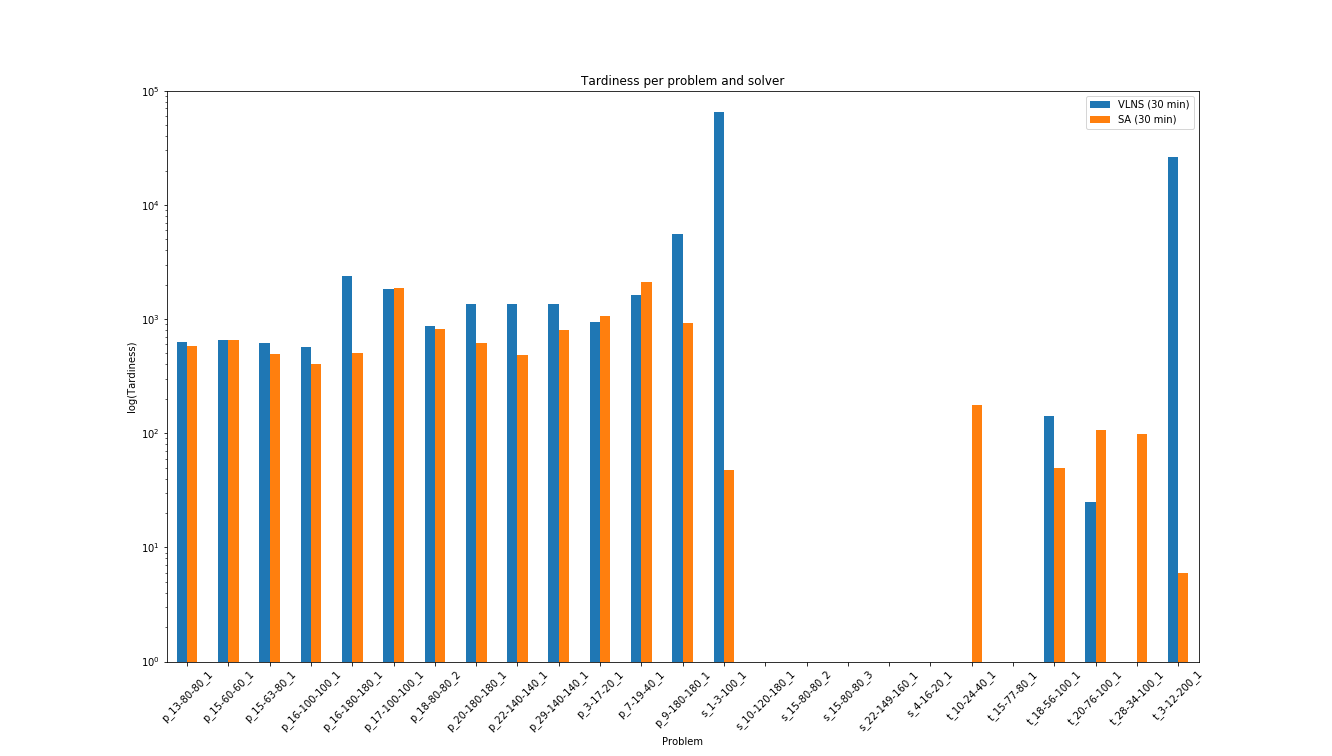 Tardiness per problem and solver
VLNS (30 min)
SA (30 min)
log(Tardiness)
10⁵
10⁴
10³
10²
10¹
10⁰
p_13-80-80_1
p_15-60-60_1
p_15-63-80_1
p_16-100-100_1
p_16-180-180_1
p_17-100-100_1
p_18-80-80_2
p_20-180-180_1
p_22-140-140_1
p_29-140-140_1
p_3-17-20_1
p_7-19-40_1
p_9-180-180_1
s_1-3-100_1
s_10-120-180_1
s_15-80-80_2
s_15-80-80_3
s_22-149-160_1
s_4-16-20_1
t_10-24-40_1
t_15-77-80_1
t_18-56-100_1
t_20-76-100_1
t_28-34-100_1
t_3-12-200_1
Problem